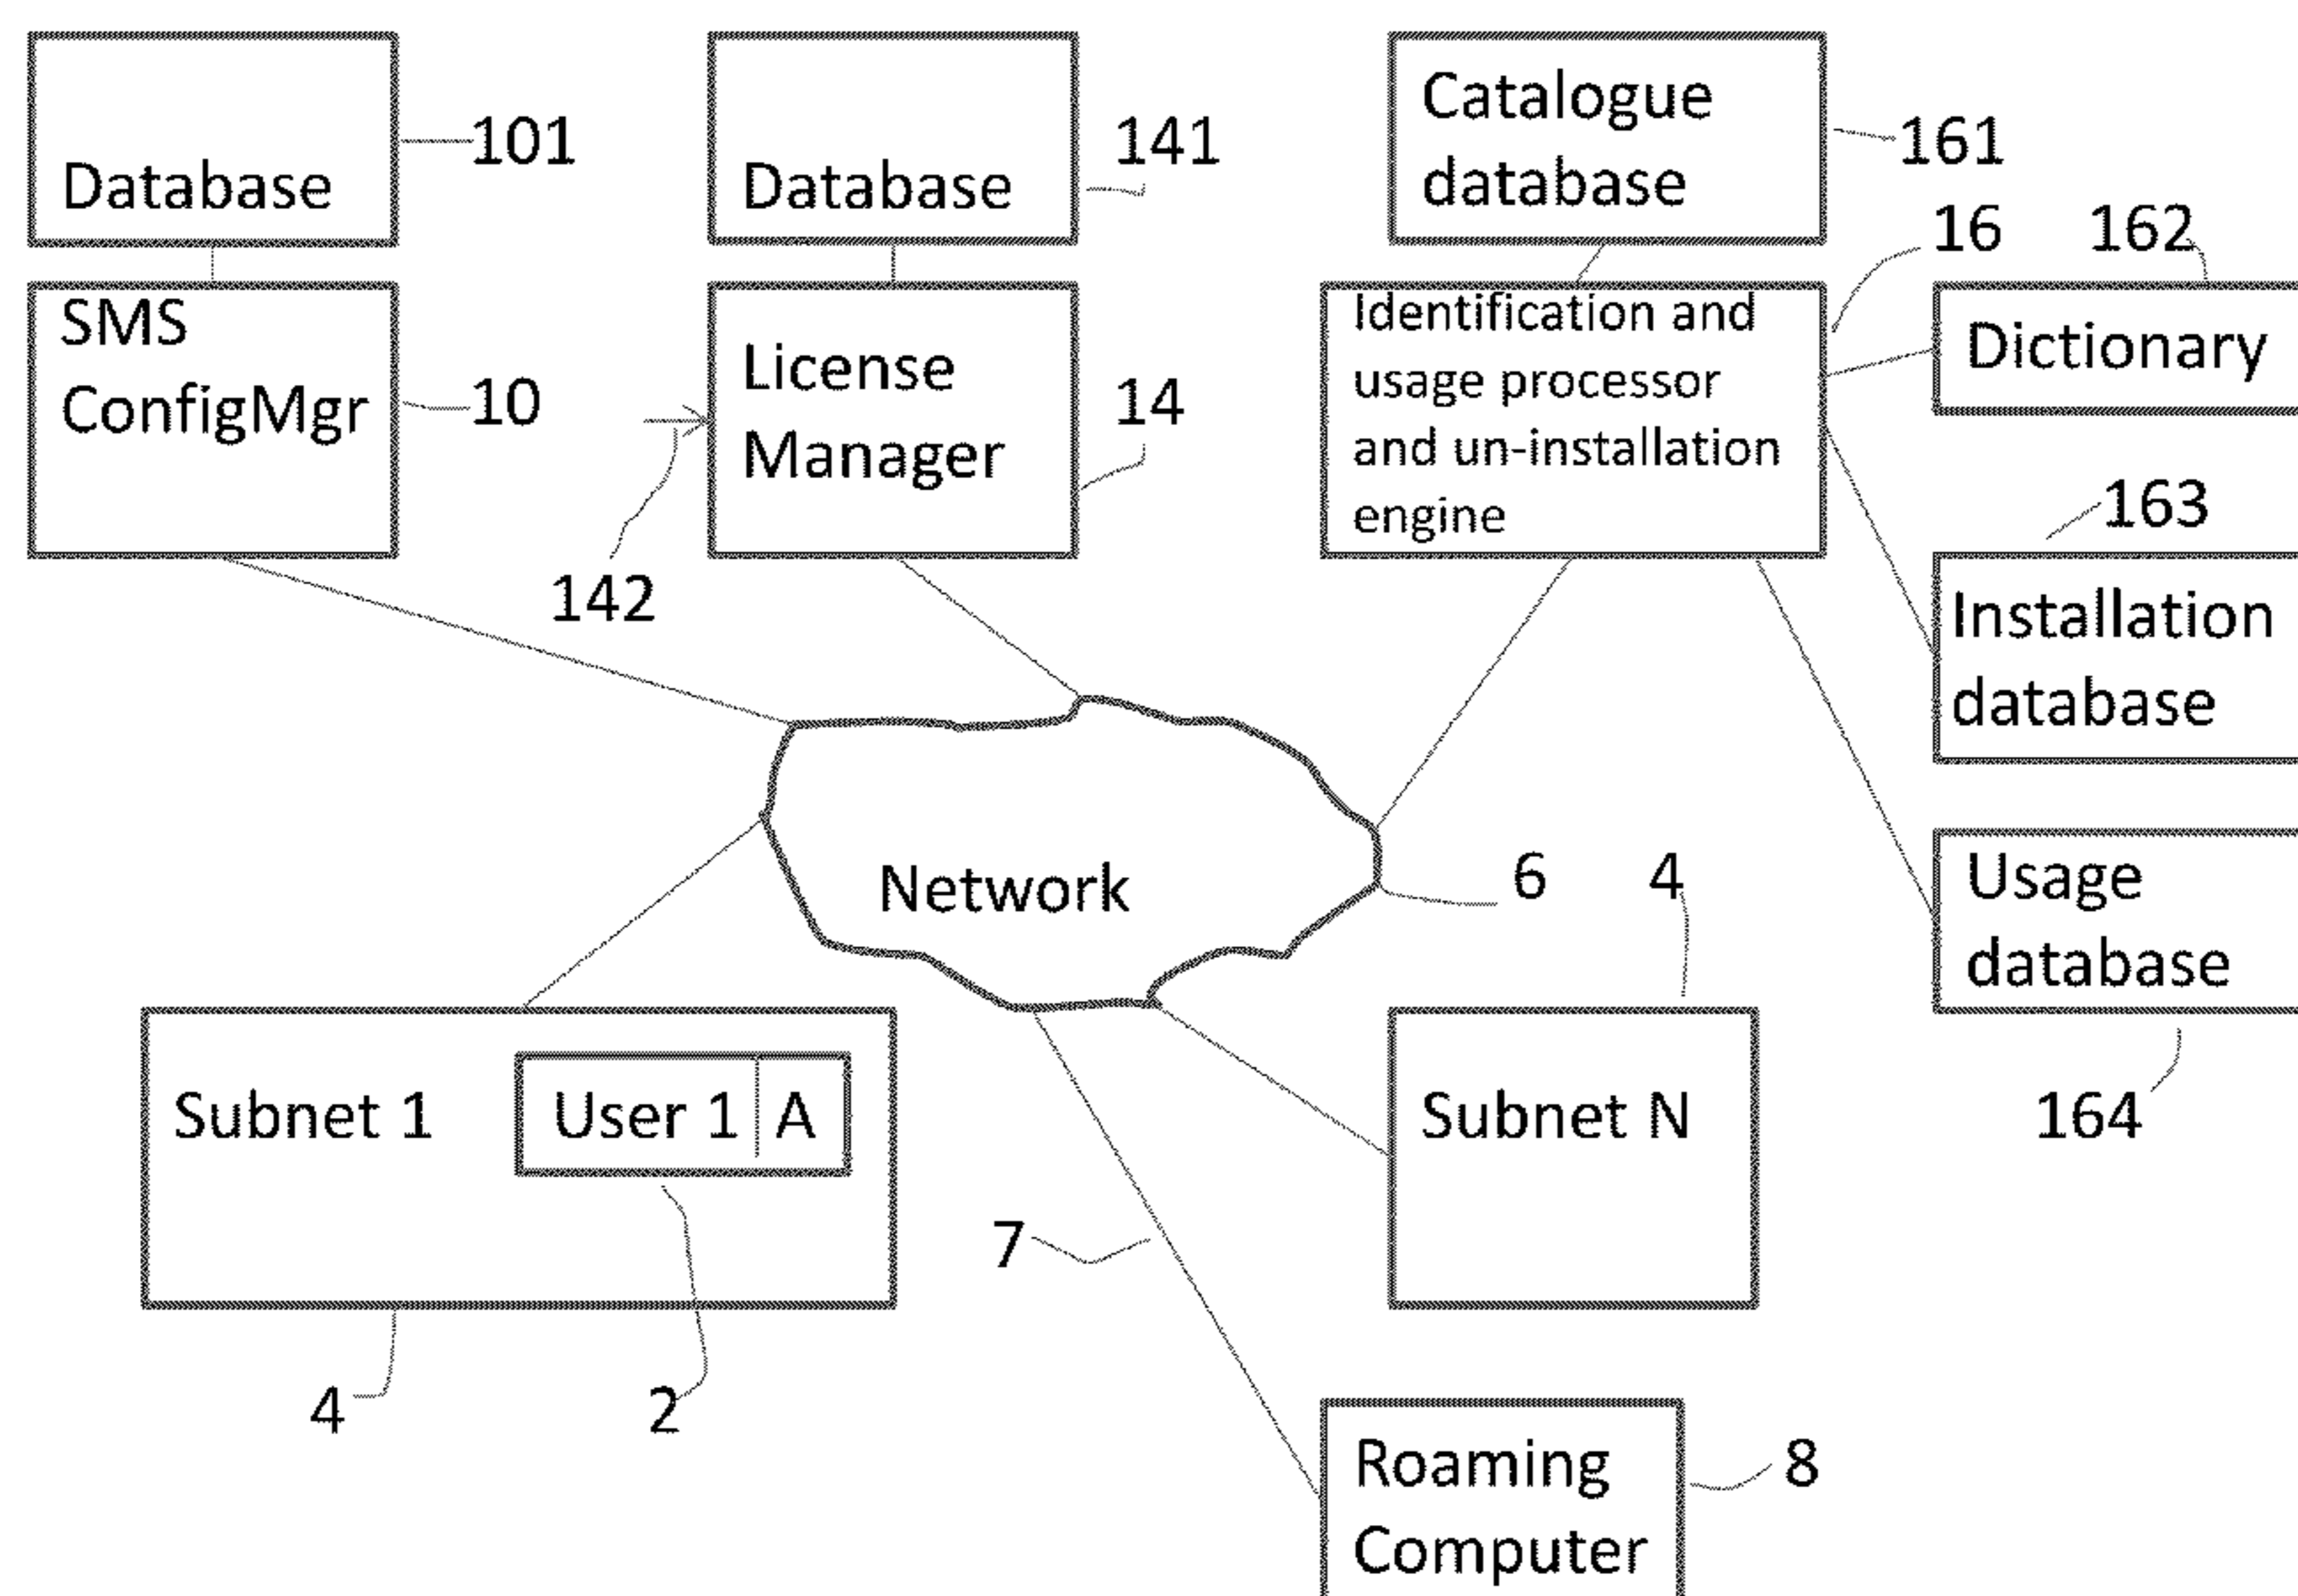 Database
101
Database
141
Catalogue
database
161
SMS
ConfigMgr
10
142
License
Manager
14
Identification and
usage processor
and un-installation
engine
16
162
Dictionary
163
Installation
database
Network
6
4
Usage
database
164
Subnet 1
User 1
A
4
2
7
Subnet N
Roaming
Computer
8